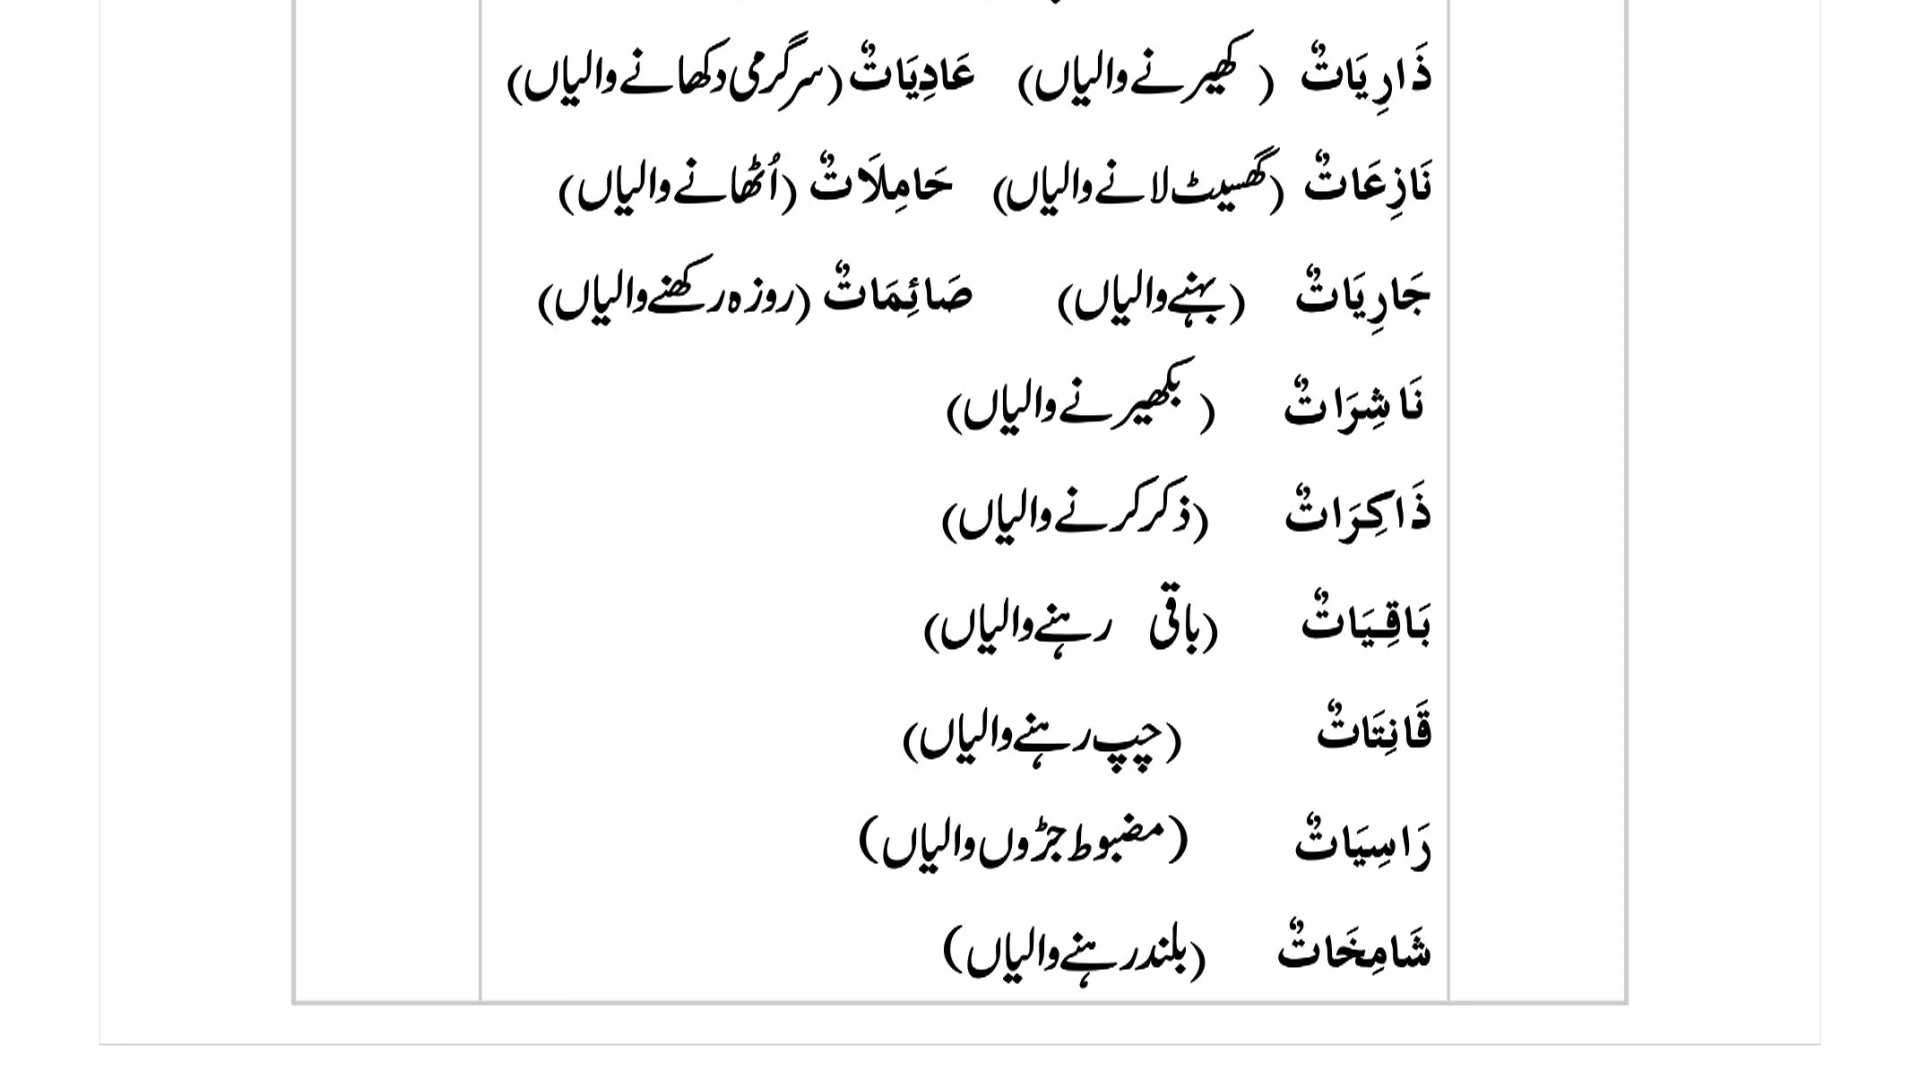 ذَارِيَاتٌ ( کھیرنے والیاں) عَادِيَاتٌ (سرگرمی دکھانے والیاں)
نَازِعَاتٌ (گھسیٹ لانے والیاں) حَامِلَاتٌ (اُٹھانے والیاں)
جَارِيَاتٌ (بہنے والیاں) صَائِمَاتٌ (روزہ رکھنے والیاں)
نَاشِرَاتٌ ( بکھیرنے والیاں)
ذَاكِرَاتٌ (ذکر کرنے والیاں)
بَاقِيَاتٌ (باقی رہنے والیاں)
قَانِتَاتٌ (چپ رہنے والیاں)
رَاسِيَاتٌ (مضبوط جڑوں والیاں)
شَامِخَاتٌ (بلند رہنے والیاں)